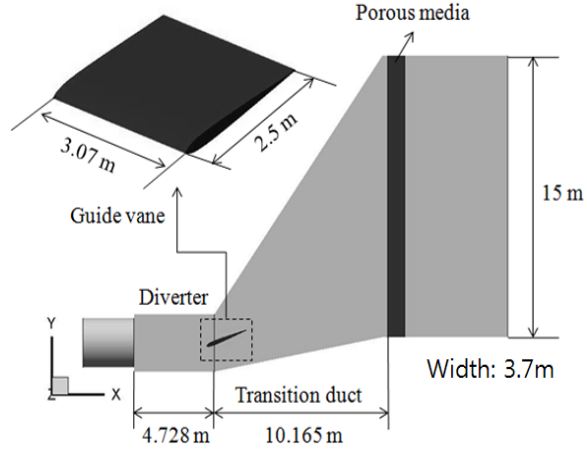 Porous media
3.07 m
2.5 m
Guide vane
15 m
Diverter
Y
Z
X
Width: 3.7m
Transition duct
4.728 m
10.165 m